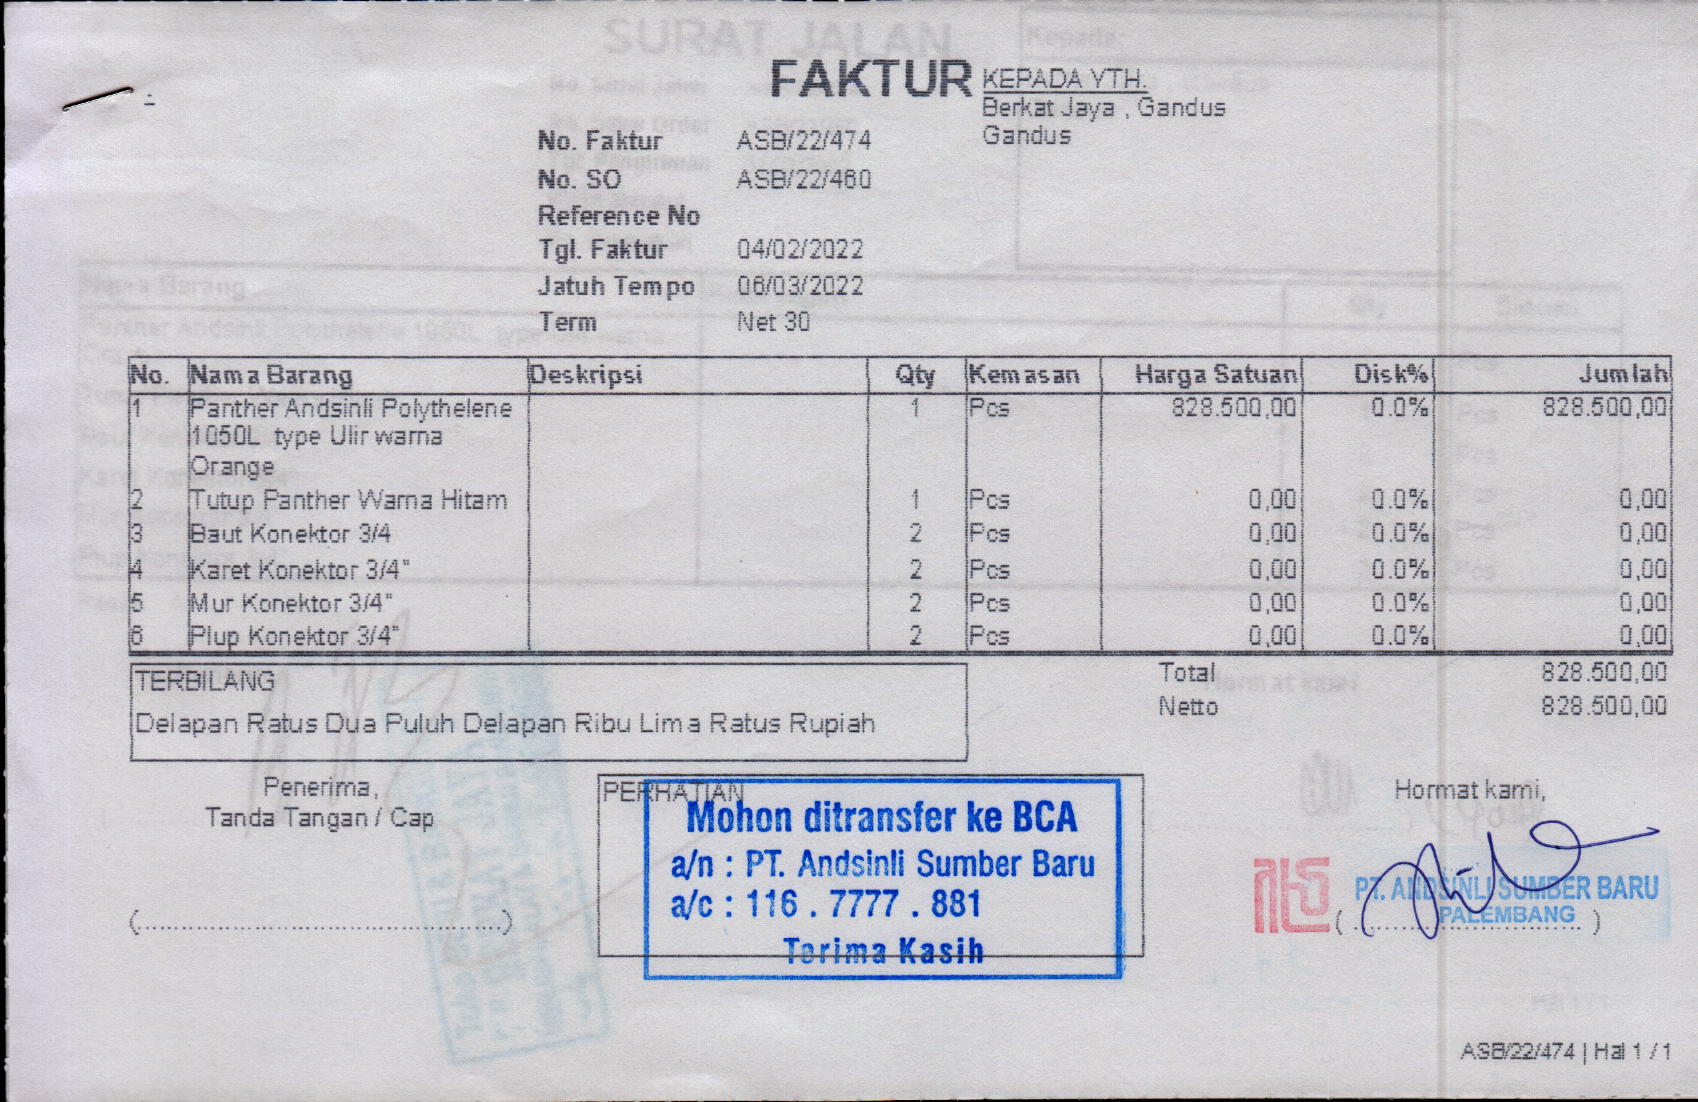 SURAT JALAN
FAKTUR
KEPADA YTH.
Berkat Jaya , Gandus
Gandus
No. Faktur ASB/22/474
No. SO ASB/22/460
Reference No
Tgl. Faktur 04/02/2022
Jatuh Tempo 06/03/2022
Term Net 30
No. Nama Barang Deskripsi Qty Kemasan Harga Satuan Disk% Jumlah
1 Panther Andsinli Polythelene 1 Pcs 828.500,00 0.0% 828.500,00
1050L type Ulir warna
Orange
2 Tutup Panther Warna Hitam 1 Pcs 0,00 0.0% 0,00
3 Baut Konektor 3/4 2 Pcs 0,00 0.0% 0,00
4 Karet Konektor 3/4" 2 Pcs 0,00 0.0% 0,00
5 Mur Konektor 3/4" 2 Pcs 0,00 0.0% 0,00
6 Plup Konektor 3/4" 2 Pcs 0,00 0.0% 0,00
TERBILANG
Delapan Ratus Dua Puluh Delapan Ribu Lima Ratus Rupiah
Total 828.500,00
Netto 828.500,00
Penerima,
Tanda Tangan / Cap
(................................................)
PERHATIAN
Mohon ditransfer ke BCA
a/n : PT. Andsinli Sumber Baru
a/c : 116 . 7777 . 881
Terima Kasih
Hormat kami,
PT. ANDSINLI SUMBER BARU
PALEMBANG
(..............................)
ASB/22/474 | Hal 1 / 1